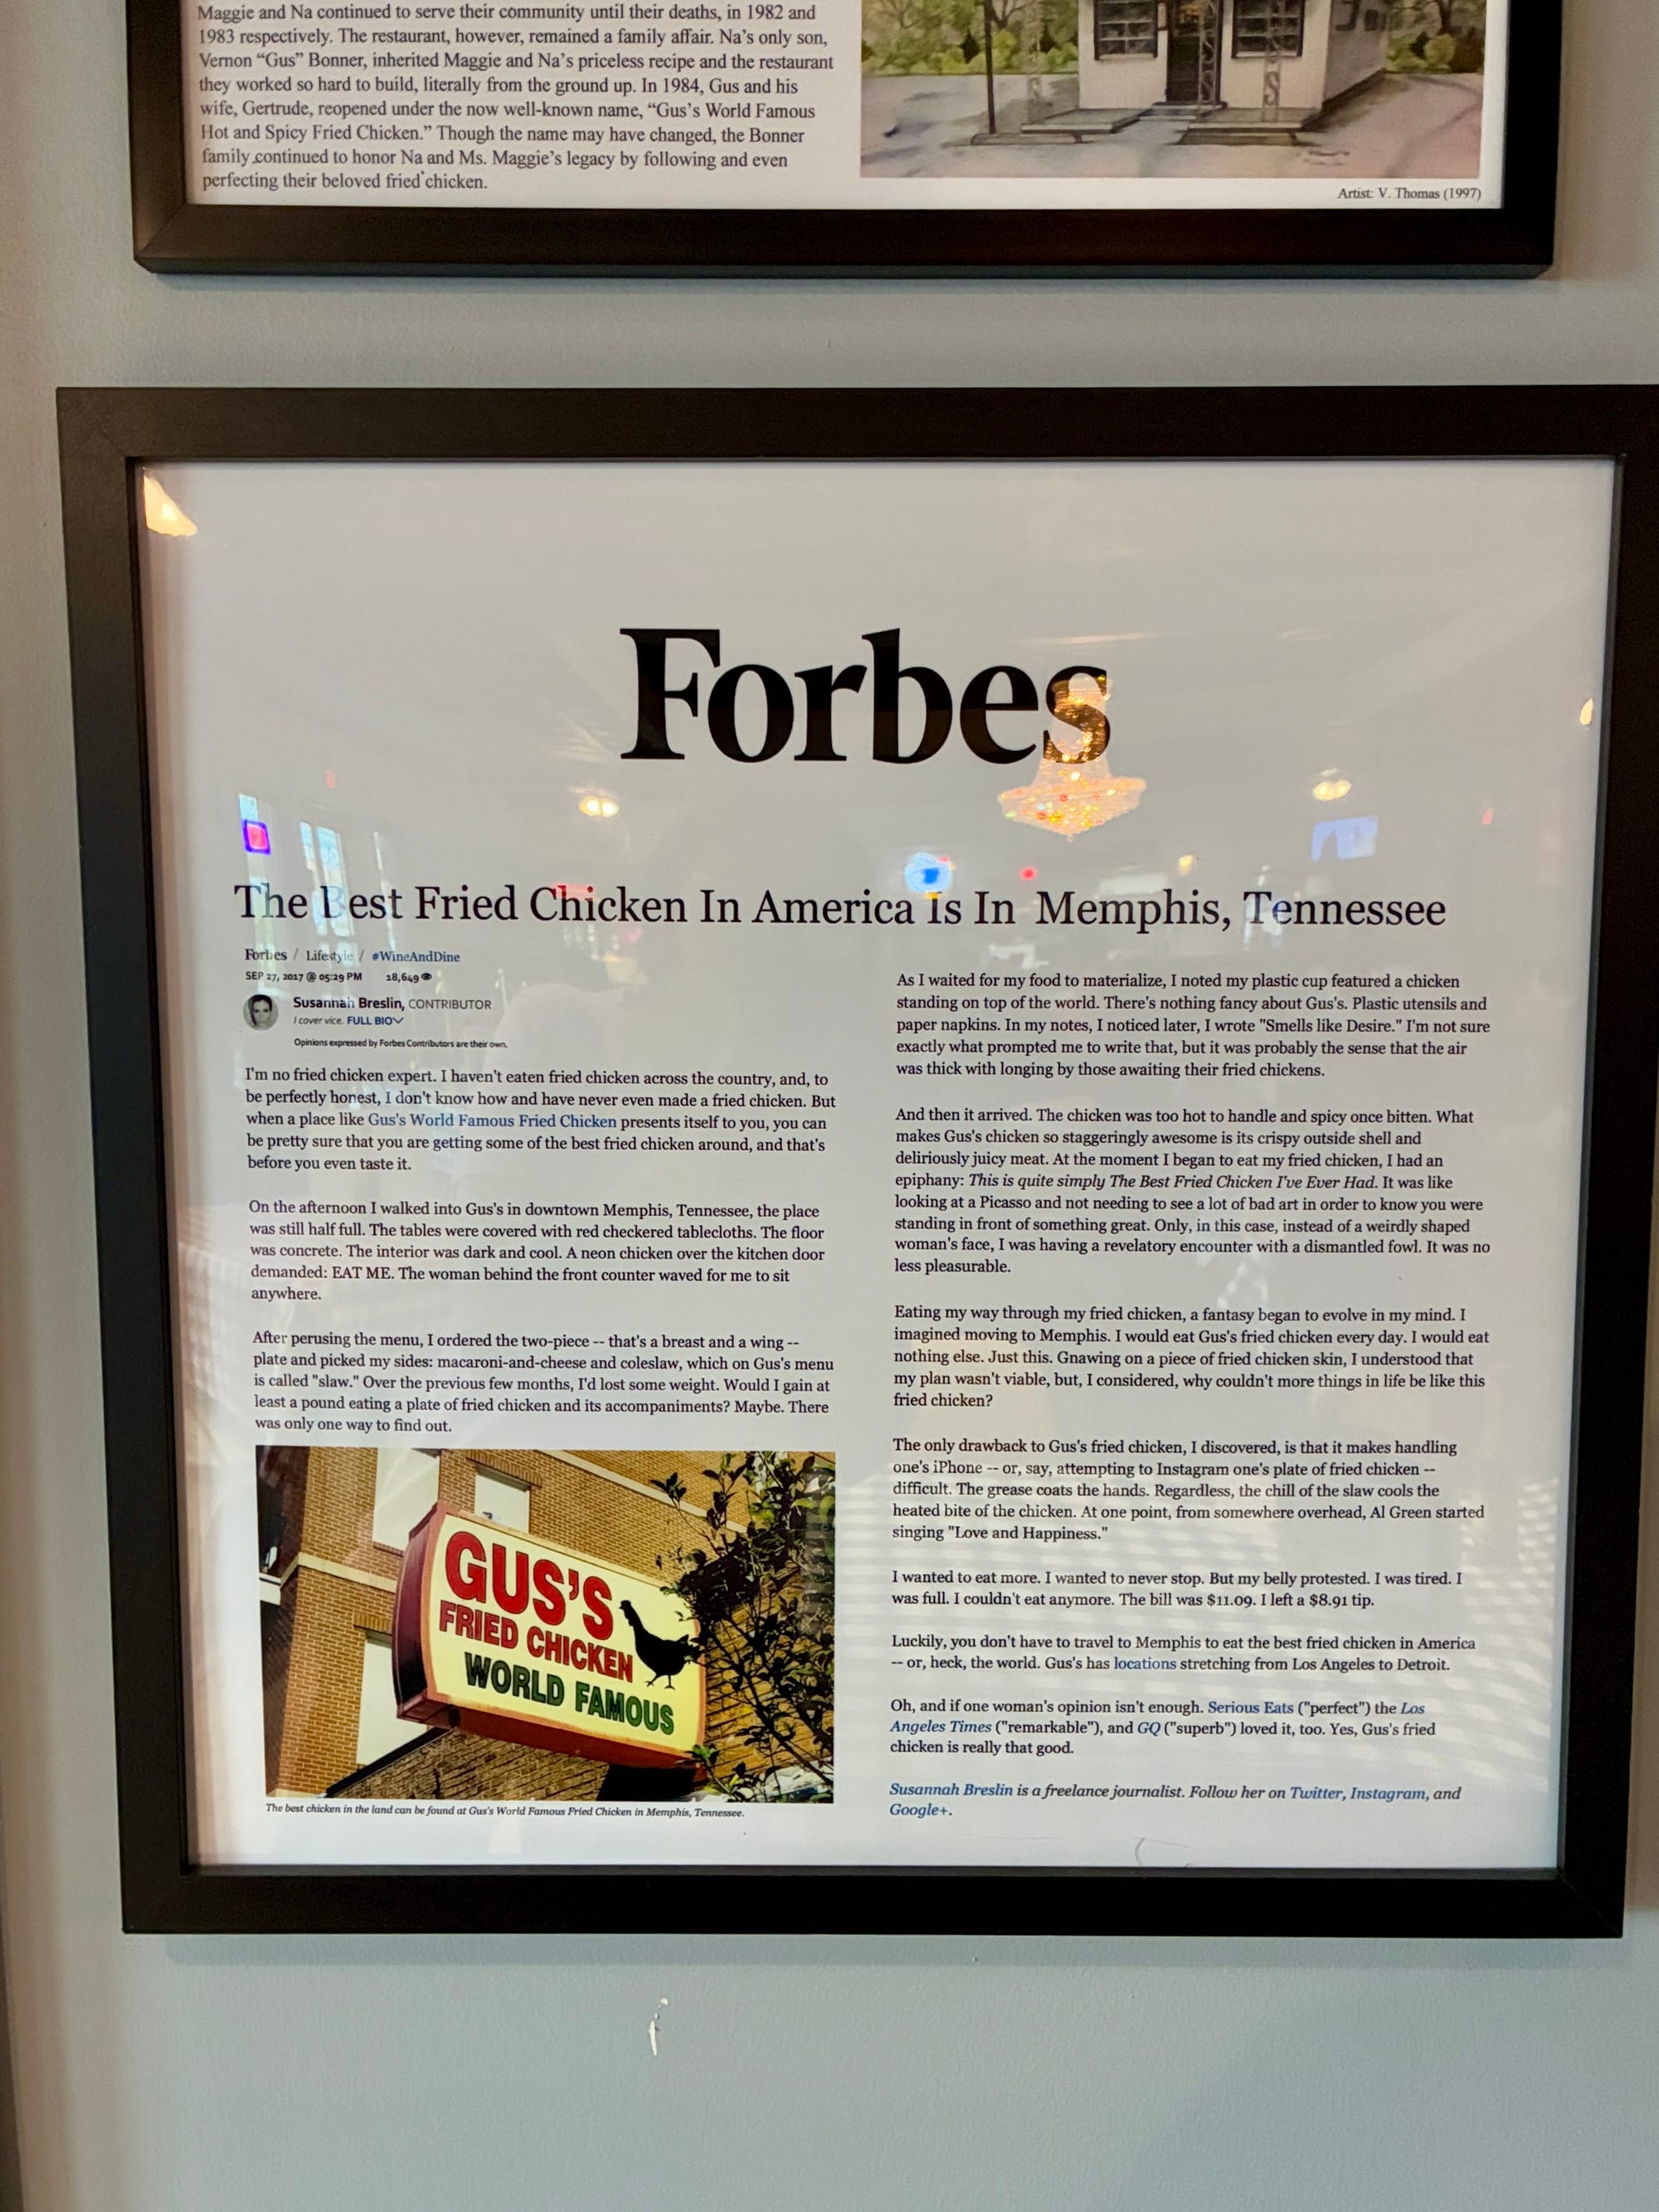 Maggie and Na continued to serve their community until their deaths, in 1982 and
1983 respectively. The restaurant, however, remained a family affair. Na's only son,
Vernon “Gus” Bonner, inherited Maggie and Na's priceless recipe and the restaurant
they worked so hard to build, literally from the ground up. In 1984, Gus and his
wife, Gertrude, reopened under the now well-known name, “Gus's World Famous
Hot and Spicy Fried Chicken.” Though the name may have changed, the Bonner
family continued to honor Na and Ms. Maggie's legacy by following and even
perfecting their beloved fried chicken.
Artist: V. Thomas (1997)
Forbes
The Best Fried Chicken In America Is In Memphis, Tennessee
Forbes / Lifestyle / #WineAndDine
SEP 27, 2017 @ 05:29 PM 18,649
Susannah Breslin, CONTRIBUTOR
I cover vice. FULL BIO
Opinions expressed by Forbes Contributors are their own.
I'm no fried chicken expert. I haven't eaten fried chicken across the country, and, to
be perfectly honest, I don't know how and have never even made a fried chicken. But
when a place like Gus's World Famous Fried Chicken presents itself to you, you can
be pretty sure that you are getting some of the best fried chicken around, and that's
before you even taste it.
On the afternoon I walked into Gus's in downtown Memphis, Tennessee, the place
was still half full. The tables were covered with red checkered tablecloths. The floor
was concrete. The interior was dark and cool. A neon chicken over the kitchen door
demanded: EAT ME. The woman behind the front counter waved for me to sit
anywhere.
After perusing the menu, I ordered the two-piece -- that's a breast and a wing --
plate and picked my sides: macaroni-and-cheese and coleslaw, which on Gus's menu
is called "slaw." Over the previous few months, I'd lost some weight. Would I gain at
least a pound eating a plate of fried chicken and its accompaniments? Maybe. There
was only one way to find out.
GUS'S
FRIED CHICKEN
WORLD FAMOUS
The best chicken in the land can be found at Gus's World Famous Fried Chicken in Memphis, Tennessee.
As I waited for my food to materialize, I noted my plastic cup featured a chicken
standing on top of the world. There's nothing fancy about Gus's. Plastic utensils and
paper napkins. In my notes, I noticed later, I wrote "Smells like Desire." I'm not sure
exactly what prompted me to write that, but it was probably the sense that the air
was thick with longing by those awaiting their fried chickens.
And then it arrived. The chicken was too hot to handle and spicy once bitten. What
makes Gus's chicken so staggeringly awesome is its crispy outside shell and
deliriously juicy meat. At the moment I began to eat my fried chicken, I had an
epiphany: This is quite simply The Best Fried Chicken I've Ever Had. It was like
looking at a Picasso and not needing to see a lot of bad art in order to know you were
standing in front of something great. Only, in this case, instead of a weirdly shaped
woman's face, I was having a revelatory encounter with a dismantled fowl. It was no
less pleasurable.
Eating my way through my fried chicken, a fantasy began to evolve in my mind. I
imagined moving to Memphis. I would eat Gus's fried chicken every day. I would eat
nothing else. Just this. Gnawing on a piece of fried chicken skin, I understood that
my plan wasn't viable, but, I considered, why couldn't more things in life be like this
fried chicken?
The only drawback to Gus's fried chicken, I discovered, is that it makes handling
one's iPhone -- or, say, attempting to Instagram one's plate of fried chicken --
difficult. The grease coats the hands. Regardless, the chill of the slaw cools the
heated bite of the chicken. At one point, from somewhere overhead, Al Green started
singing "Love and Happiness."
I wanted to eat more. I wanted to never stop. But my belly protested. I was tired. I
was full. I couldn't eat anymore. The bill was $11.09. I left a $8.91 tip.
Luckily, you don't have to travel to Memphis to eat the best fried chicken in America
-- or, heck, the world. Gus's has locations stretching from Los Angeles to Detroit.
Oh, and if one woman's opinion isn't enough. Serious Eats ("perfect") the Los
Angeles Times ("remarkable"), and GQ ("superb") loved it, too. Yes, Gus's fried
chicken is really that good.
Susannah Breslin is a freelance journalist. Follow her on Twitter, Instagram, and
Google+.